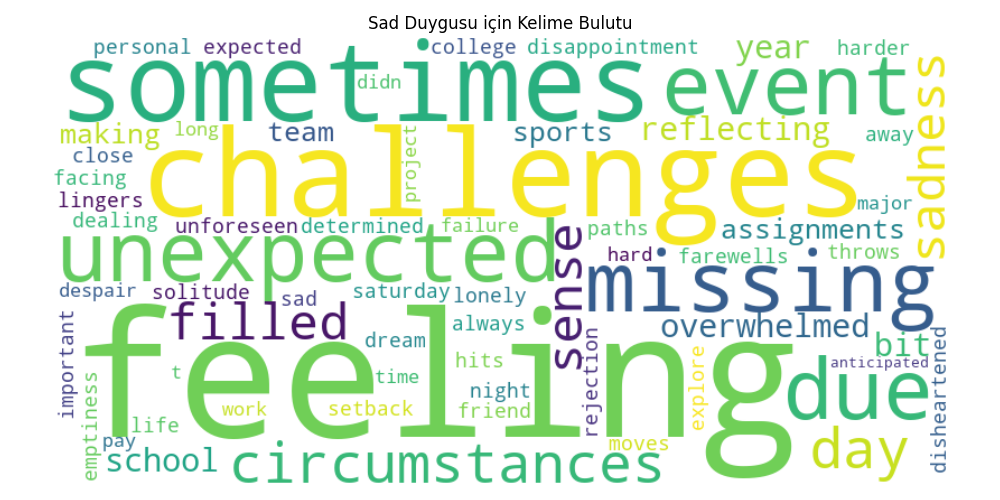 Sad Duygusu için Kelime Bulutu
personal expected college disappointment year harder
sometimes didn event
making long team project sports reflecting away sadness
close challenges
facing
lingers major
dealing unforeseen determined failure paths assignments
unexpected sense hard farewells throws
despair solitude sad saturday lonely missing
filled always overwhelmed
important dream bit
feeling hits rejection explore anticipated disheartened
t time night due
emptiness work setback friend
life moves day
pay
school circumstances